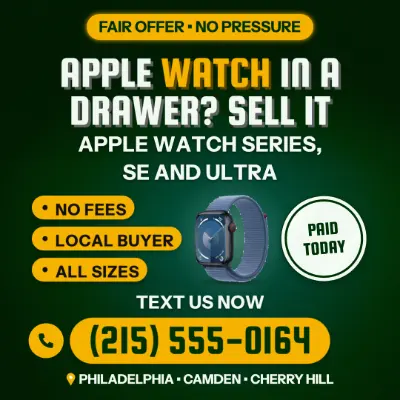 FAIR OFFER • NO PRESSURE
APPLE WATCH IN A
DRAWER? SELL IT
APPLE WATCH SERIES,
SE AND ULTRA
• NO FEES
• LOCAL BUYER
• ALL SIZES
PAID
TODAY
TEXT US NOW
(215) 555-0164
PHILADELPHIA • CAMDEN • CHERRY HILL